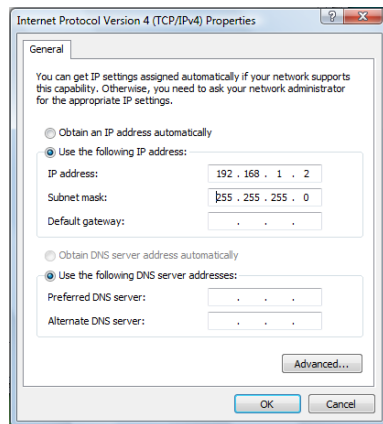 Internet Protocol Version 4 (TCP/IPv4) Properties
General
You can get IP settings assigned automatically if your network supports
this capability. Otherwise, you need to ask your network administrator
for the appropriate IP settings.
Obtain an IP address automatically
Use the following IP address:
IP address: 192 . 168 . 1 . 2
Subnet mask: 255 . 255 . 255 . 0
Default gateway: . . .
Obtain DNS server address automatically
Use the following DNS server addresses:
Preferred DNS server: . . .
Alternate DNS server: . . .
Advanced...
OK Cancel